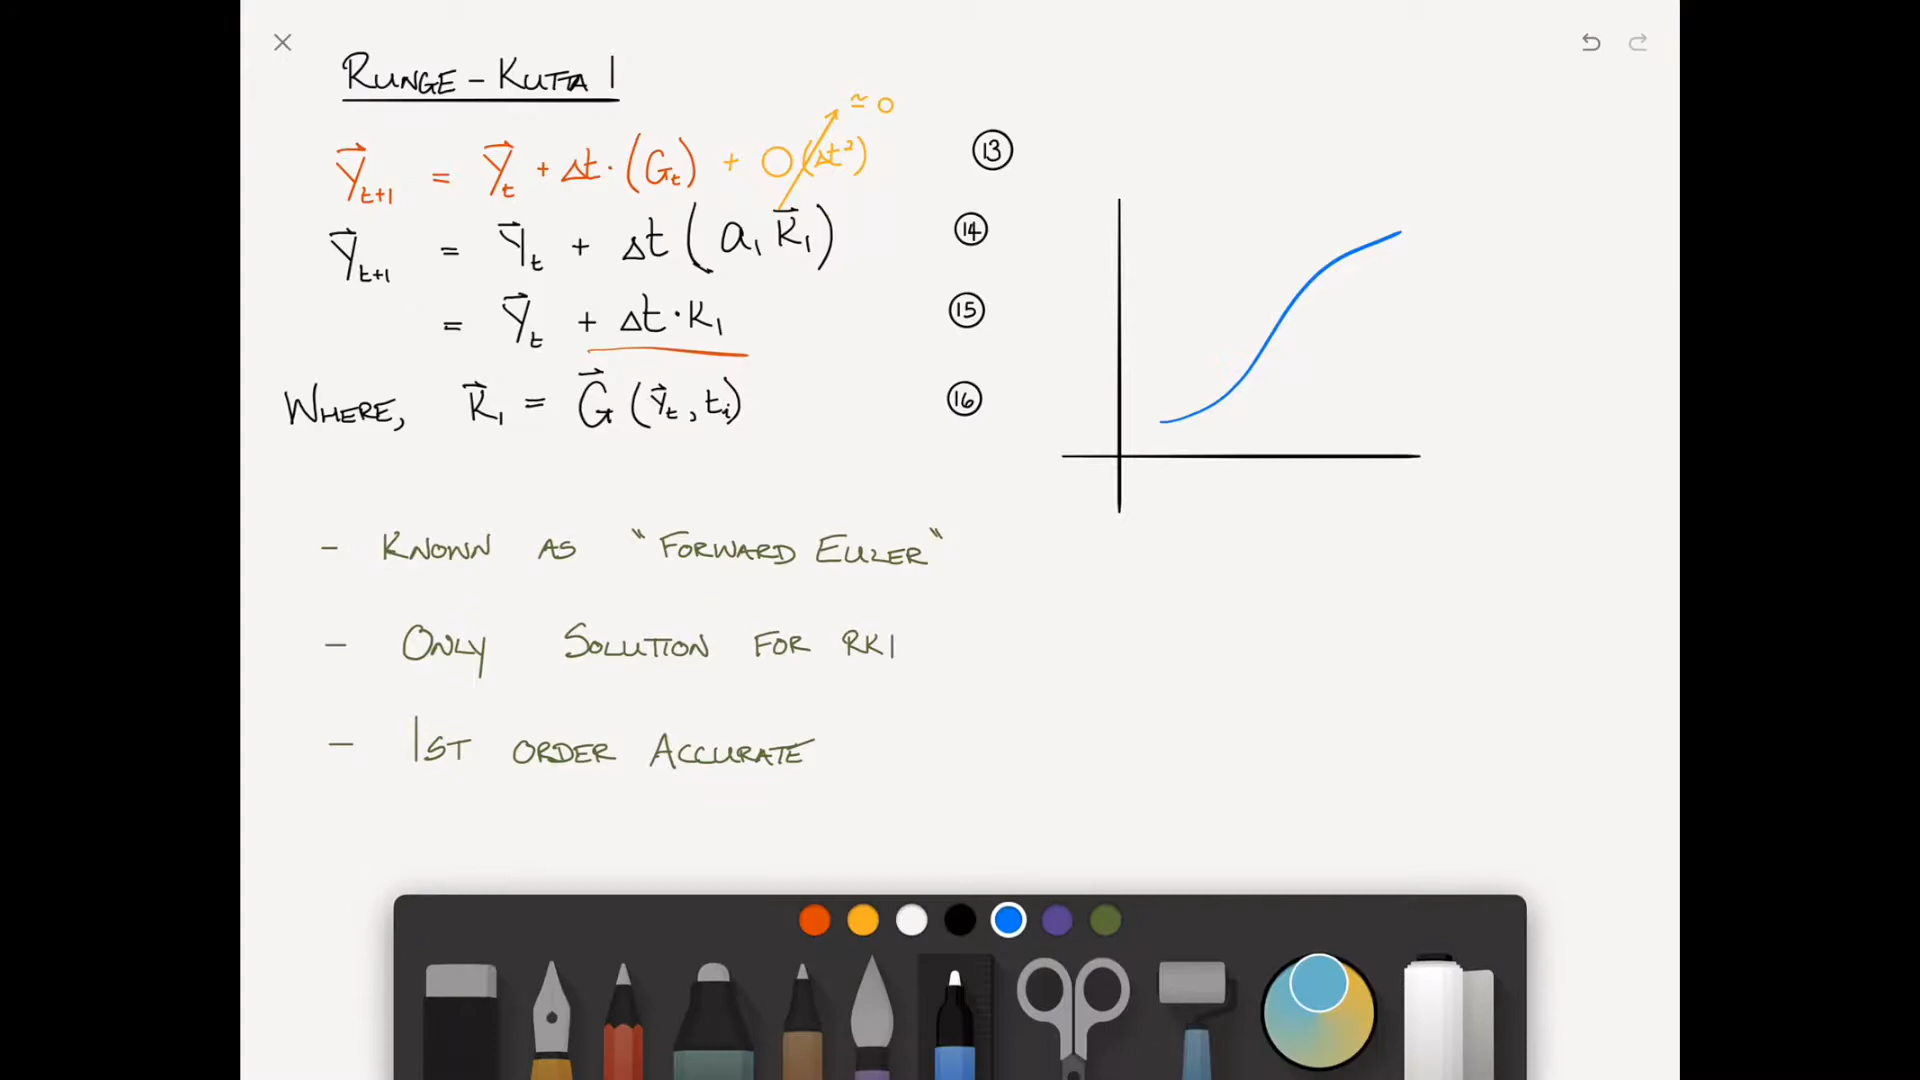 RUNGE-KUTTA 1
≃ 0
Y⃗ₜ₊₁ = Y⃗ₜ + Δt·(Gₜ) + O(Δt²) ⑬
Y⃗ₜ₊₁ = Y⃗ₜ + Δt(a₁K⃗₁) ⑭
= Y⃗ₜ + Δt·K₁ ⑮
WHERE, K⃗₁ = G⃗(Y⃗ₜ, tᵢ) ⑯
- KNOWN AS "FORWARD EULER"
- ONLY SOLUTION FOR RK1
- 1ST ORDER ACCURATE